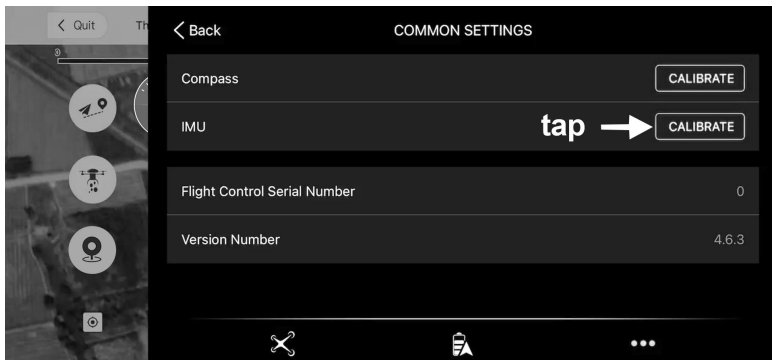 Quit Th
Back COMMON SETTINGS
Compass CALIBRATE
IMU tap CALIBRATE
Flight Control Serial Number 0
Version Number 4.6.3